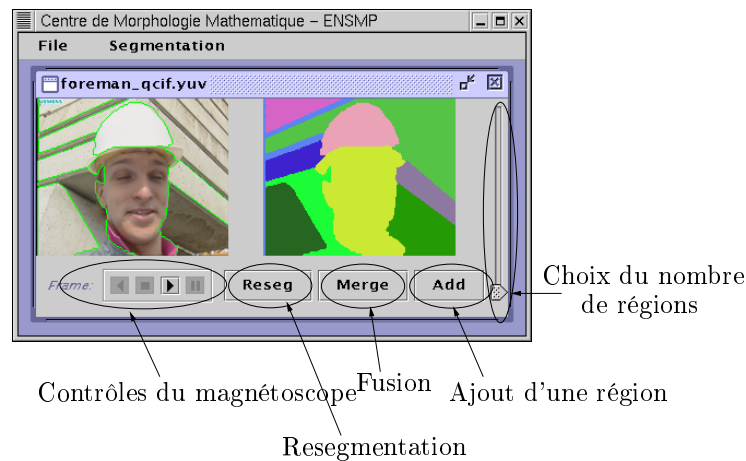 Centre de Morphologie Mathematique – ENSMP
File Segmentation
foreman_qcif.yuv
SIEMENS
Frame:
Reseg
Merge
Add
Choix du nombre
de régions
Contrôles du magnétoscope
Fusion
Ajout d'une région
Resegmentation